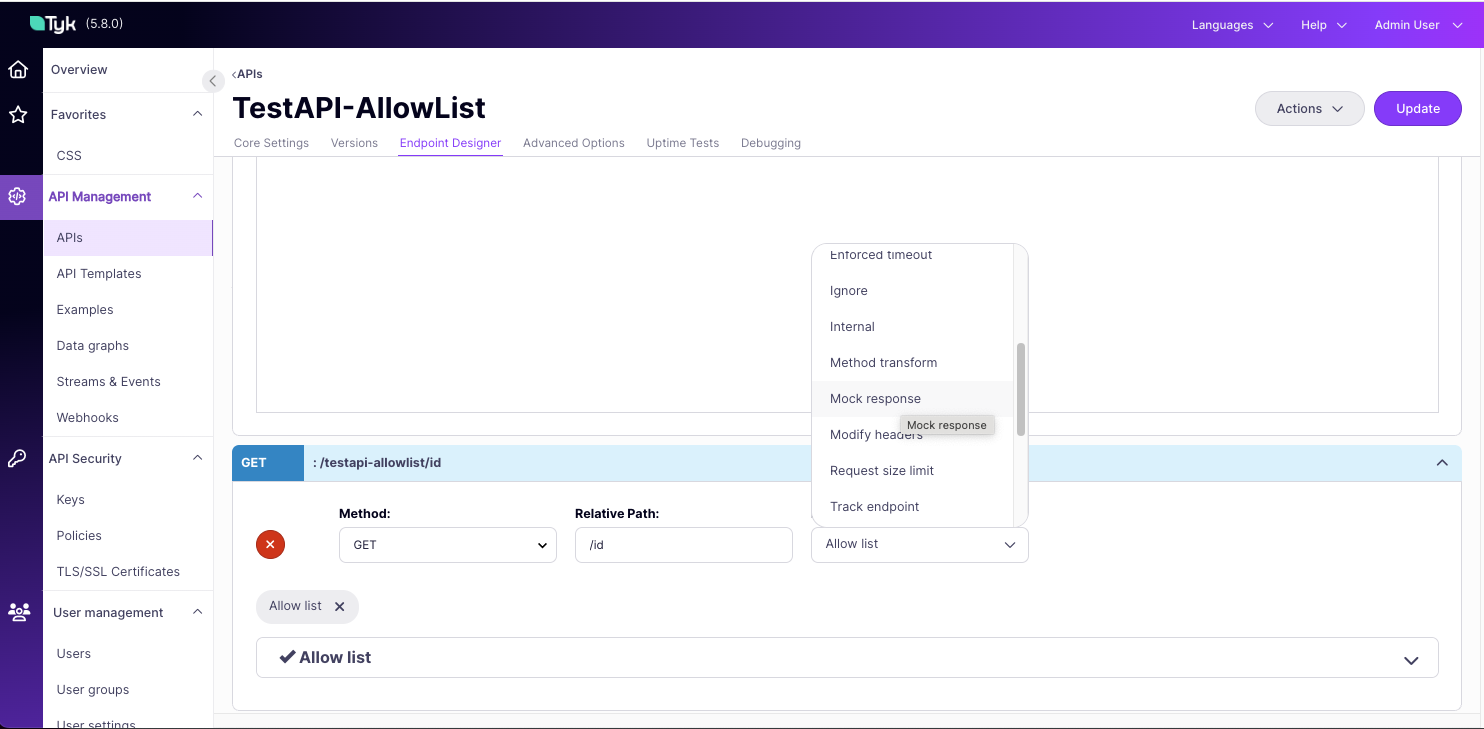 Tyk (5.8.0)
Languages
Help
Admin User
Overview
Favorites
CSS
API Management
APIs
API Templates
Examples
Data graphs
Streams & Events
Webhooks
API Security
Keys
Policies
TLS/SSL Certificates
User management
Users
User groups
User settings
‹APIs
TestAPI-AllowList
Actions
Update
Core Settings
Versions
Endpoint Designer
Advanced Options
Uptime Tests
Debugging
Enforced timeout
Ignore
Internal
Method transform
Mock response
Mock response
Modify headers
Request size limit
Track endpoint
GET : /testapi-allowlist/id
Method:
Relative Path:
GET
/id
Allow list
Allow list
Allow list